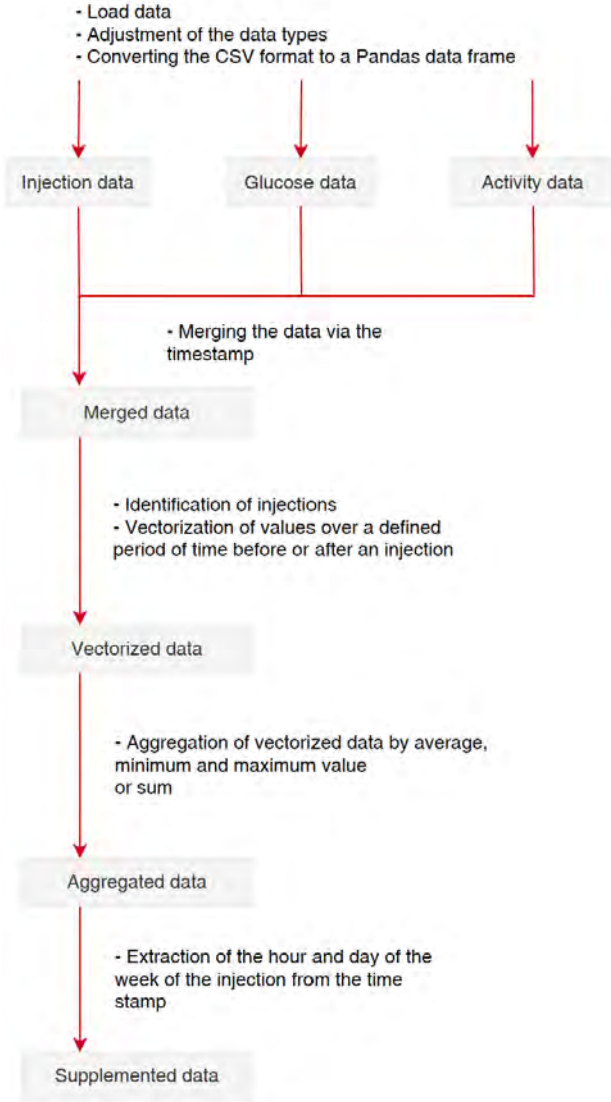 - Load data
- Adjustment of the data types
- Converting the CSV format to a Pandas data frame
Injection data
Glucose data
Activity data
- Merging the data via the
timestamp
Merged data
- Identification of injections
- Vectorization of values over a defined
period of time before or after an injection
Vectorized data
- Aggregation of vectorized data by average,
minimum and maximum value
or sum
Aggregated data
- Extraction of the hour and day of the
week of the injection from the time
stamp
Supplemented data